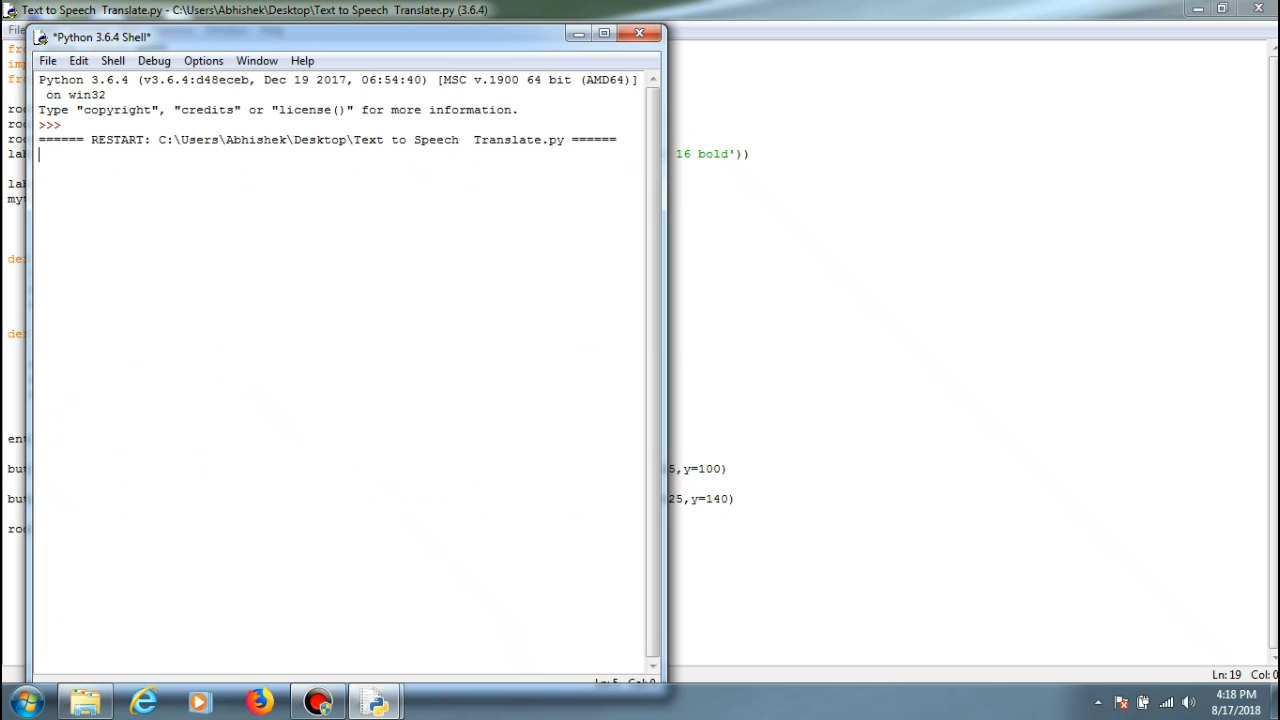 Text to Speech  Translate.py - C:\Users\Abhishek\Desktop\Text to Speech  Translate.py (3.6.4)
*Python 3.6.4 Shell*
File Edit Shell Debug Options Window Help
Python 3.6.4 (v3.6.4:d48eceb, Dec 19 2017, 06:54:40) [MSC v.1900 64 bit (AMD64)]
 on win32
Type "copyright", "credits" or "license()" for more information.
>>>
====== RESTART: C:\Users\Abhishek\Desktop\Text to Speech  Translate.py ======
16 bold'))
5,y=100)
25,y=140)
Ln: 5 Col: 0
Ln: 19 Col: 0
4:18 PM
8/17/2018